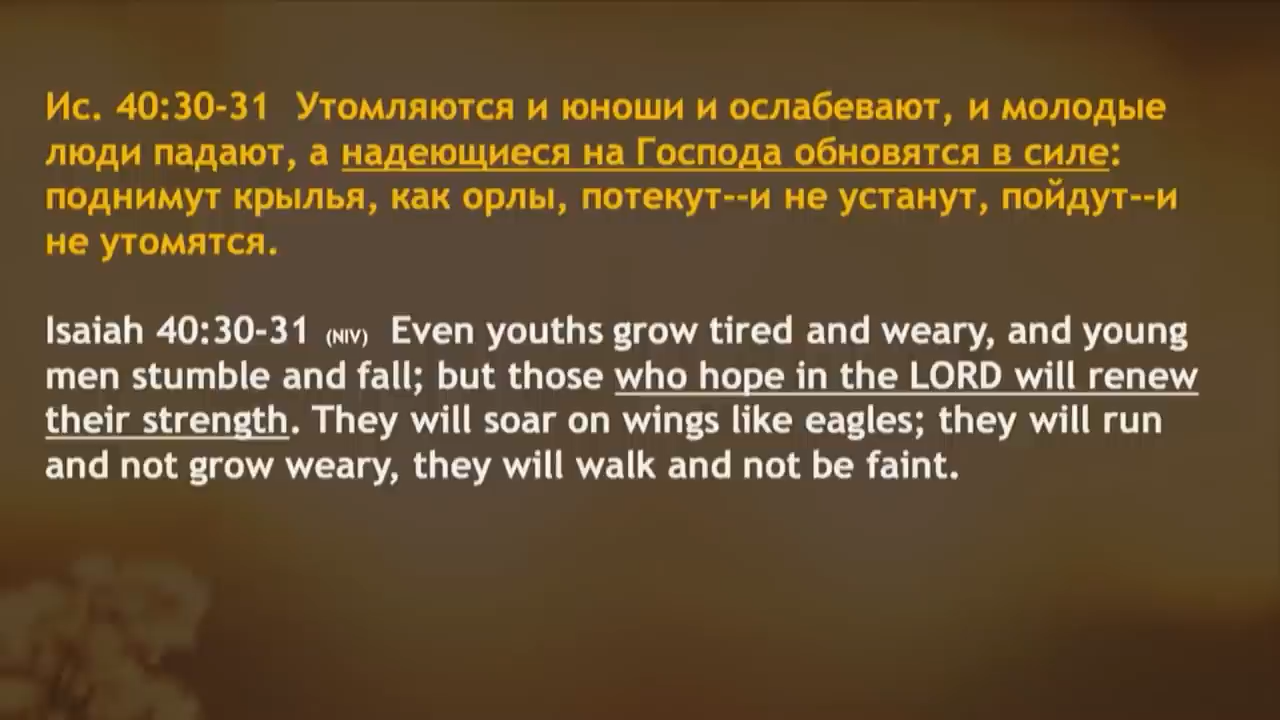 Ис. 40:30-31 Утомляются и юноши и ослабевают, и молодые
люди падают, а надеющиеся на Господа обновятся в силе:
поднимут крылья, как орлы, потекут--и не устанут, пойдут--и
не утомятся.
Isaiah 40:30-31 (NIV) Even youths grow tired and weary, and young
men stumble and fall; but those who hope in the LORD will renew
their strength. They will soar on wings like eagles; they will run
and not grow weary, they will walk and not be faint.